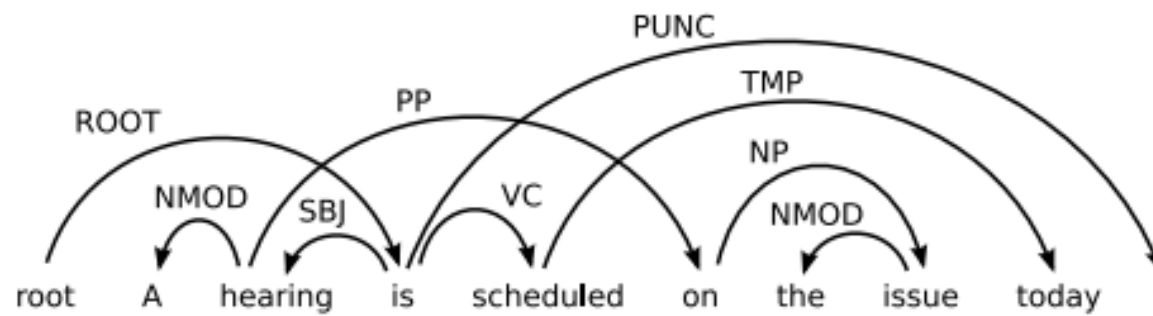 PUNC
TMP
PP
ROOT
NP
NMOD SBJ VC NMOD
root A hearing is scheduled on the issue today